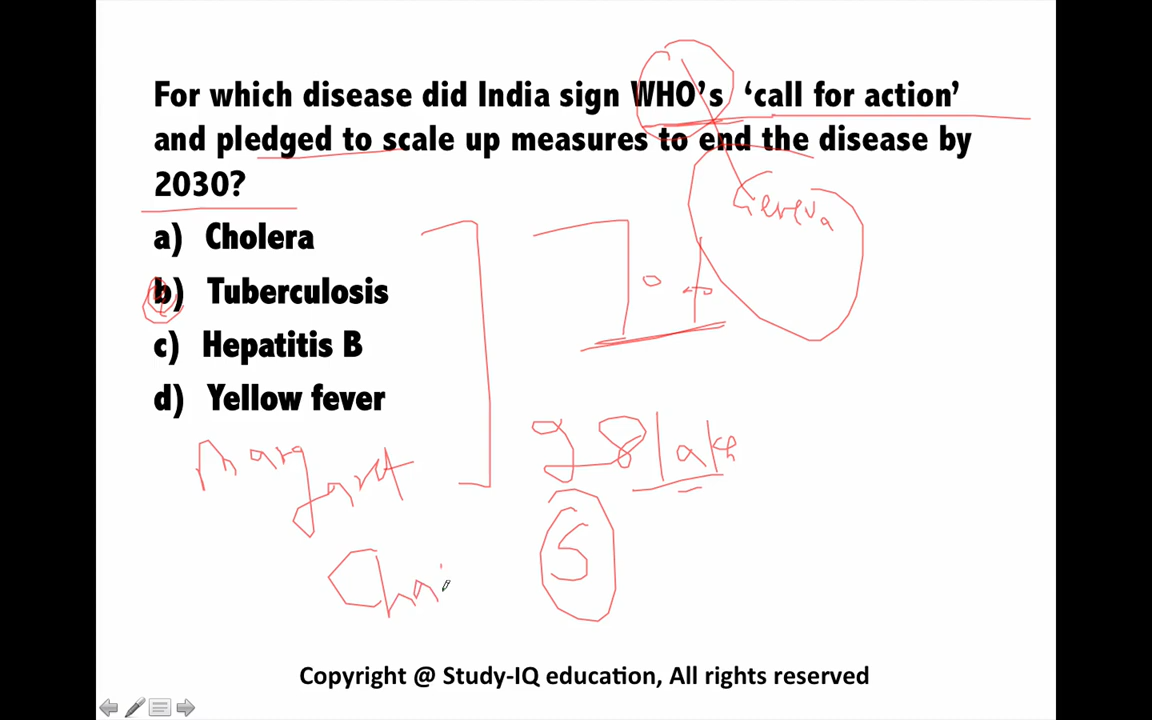 For which disease did India sign WHO's 'call for action'
and pledged to scale up measures to end the disease by
2030?
Geneva
a) Cholera
b) Tuberculosis
c) Hepatitis B
d) Yellow fever
28 lakh
Margaret
5
Chai
Copyright @ Study-IQ education, All rights reserved